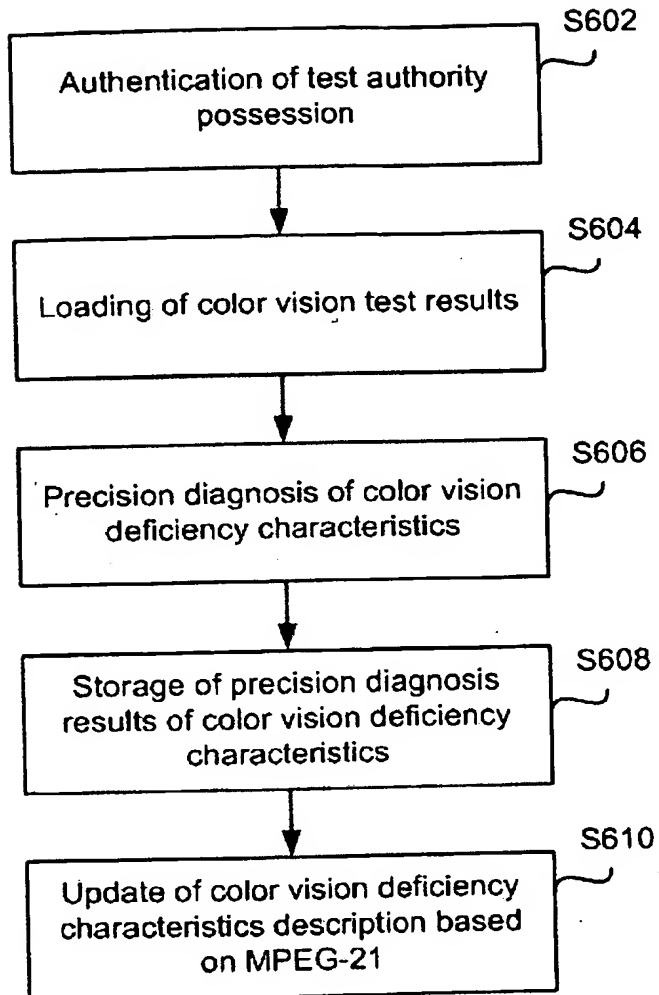 S602
Authentication of test authority
possession
S604
Loading of color vision test results
S606
Precision diagnosis of color vision
deficiency characteristics
S608
Storage of precision diagnosis
results of color vision deficiency
characteristics
S610
Update of color vision deficiency
characteristics description based
on MPEG-21